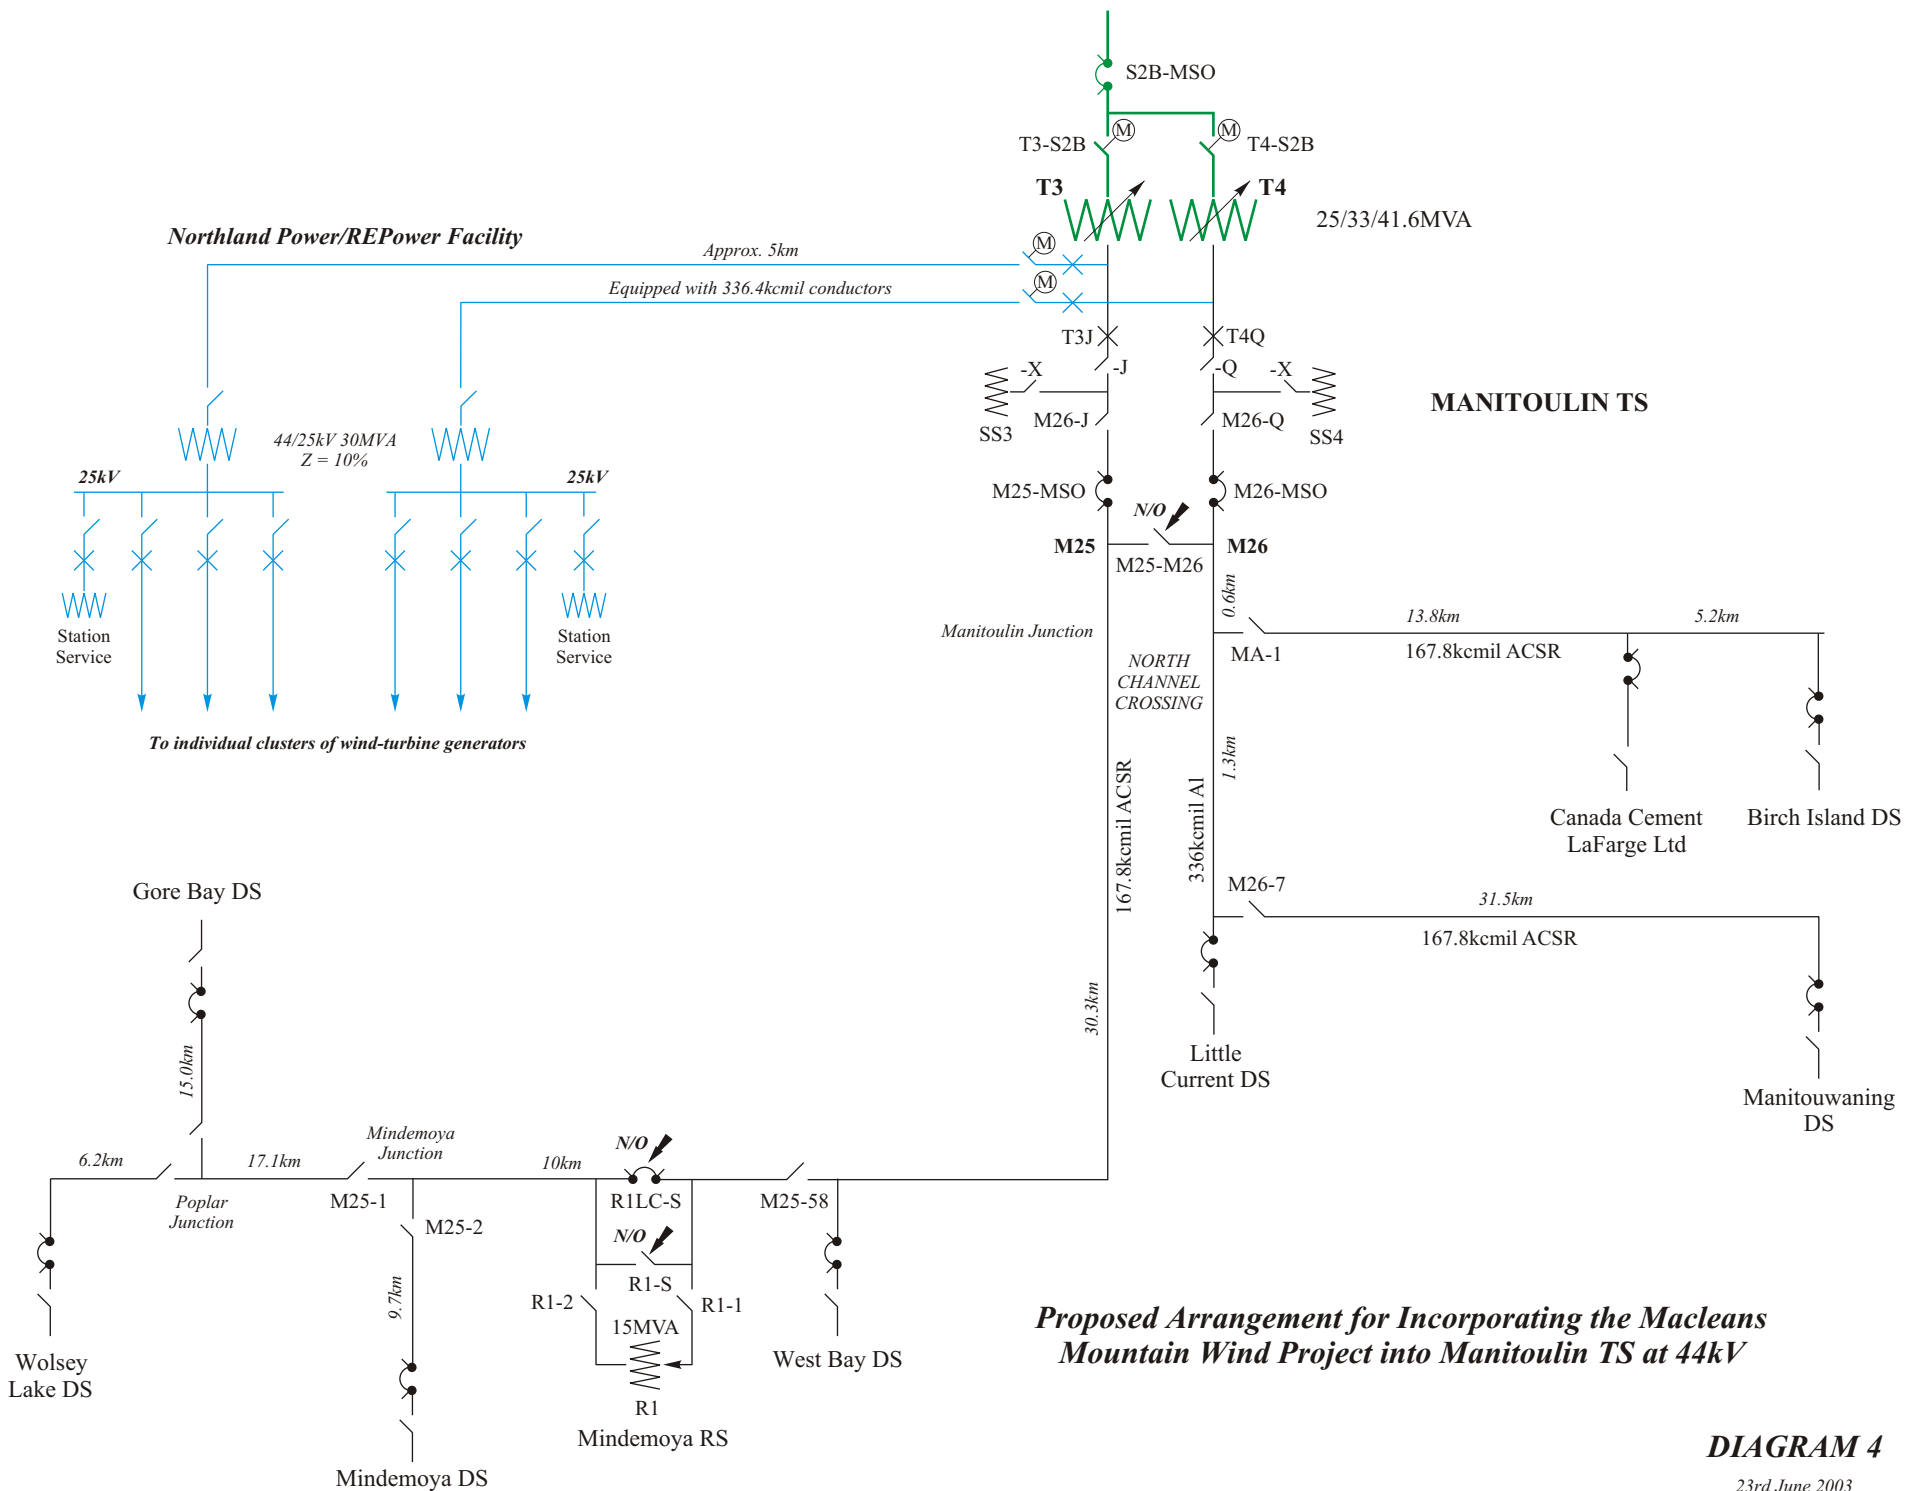 S2B-MSO
M
M
T3-S2B
T4-S2B
T3
T4
25/33/41.6MVA
Northland Power/REPower Facility
M
Approx. 5km
M
Equipped with 336.4kcmil conductors
T3J
T4Q
-X
-J
-Q
-X
MANITOULIN TS
SS3
M26-J
M26-Q
SS4
44/25kV 30MVA
Z = 10%
25kV
25kV
M25-MSO
M26-MSO
N/O
M25
M26
M25-M26
0.6km
Station
Service
Station
Service
Manitoulin Junction
13.8km
5.2km
MA-1
167.8kcmil ACSR
NORTH
CHANNEL
CROSSING
To individual clusters of wind-turbine generators
1.3km
167.8kcmil ACSR
336kcmil Al
Canada Cement
LaFarge Ltd
Birch Island DS
Gore Bay DS
M26-7
31.5km
167.8kcmil ACSR
30.3km
15.0km
Little
Current DS
Manitouwaning
DS
6.2km
17.1km
Mindemoya
Junction
10km
N/O
M25-1
R1LC-S
M25-58
Poplar
Junction
M25-2
N/O
R1-S
9.7km
R1-2
R1-1
15MVA
Wolsey
Lake DS
West Bay DS
R1
Mindemoya RS
Mindemoya DS
Proposed Arrangement for Incorporating the Macleans
Mountain Wind Project into Manitoulin TS at 44kV
DIAGRAM 4
23rd June 2003